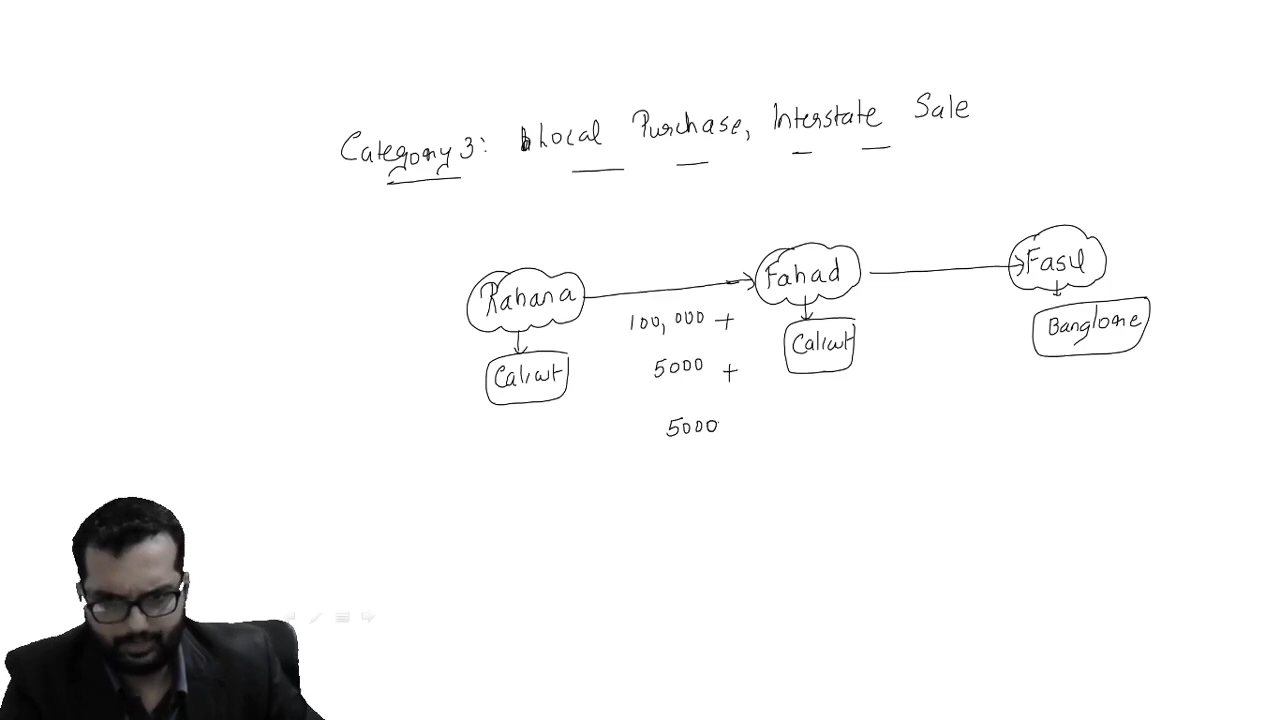 Category 3: Local Purchase, Interstate Sale
Rahana
Fahad
Fasil
Calicut
Calicut
Banglore
100,000 +
5000 +
5000